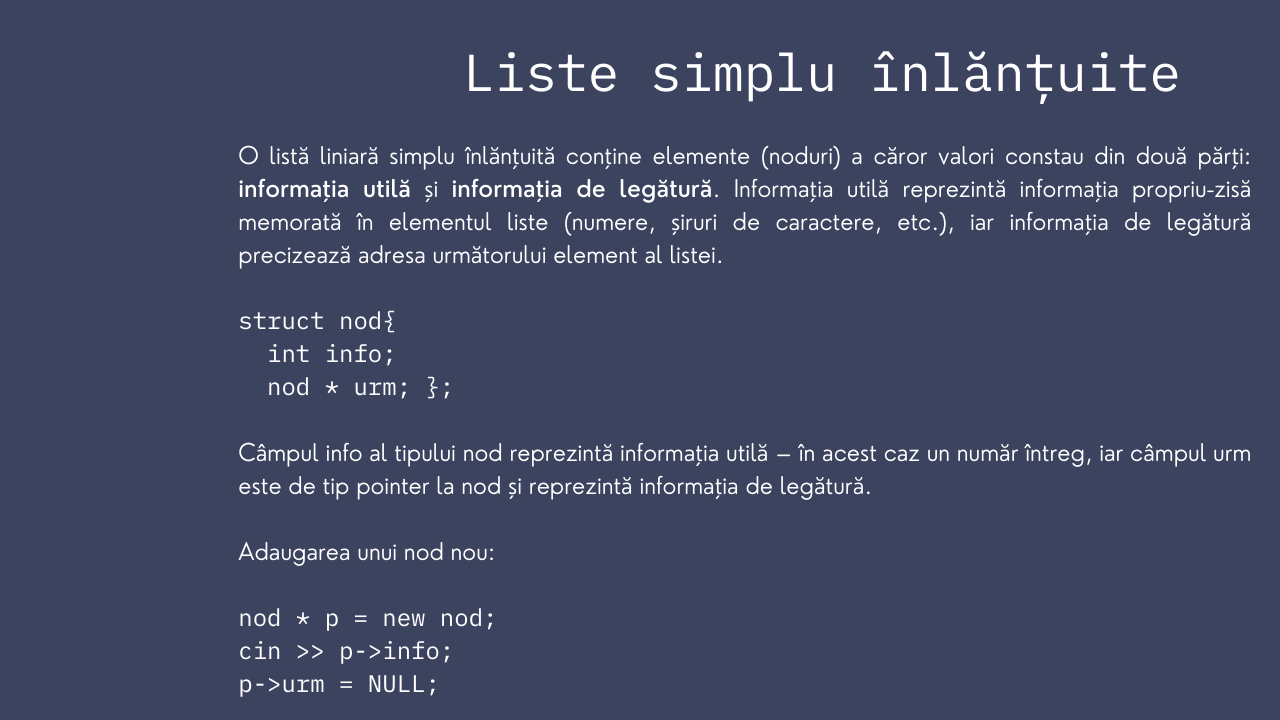 Liste simplu înlănțuite
O listă liniară simplu înlănțuită conține elemente (noduri) a căror valori constau din două părți:
informația utilă și informația de legătură. Informația utilă reprezintă informația propriu-zisă
memorată în elementul liste (numere, șiruri de caractere, etc.), iar informația de legătură
precizează adresa următorului element al listei.
struct nod{
  int info;
  nod * urm; };
Câmpul info al tipului nod reprezintă informația utilă – în acest caz un număr întreg, iar câmpul urm
este de tip pointer la nod și reprezintă informația de legătură.
Adaugarea unui nod nou:
nod * p = new nod;
cin >> p->info;
p->urm = NULL;